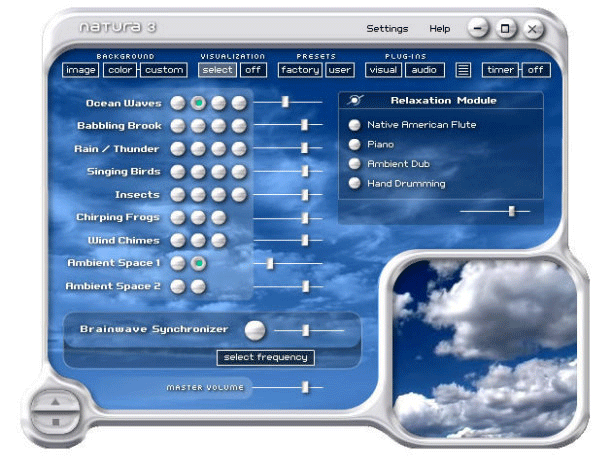 natura 3
Settings Help
BACKGROUND VISUALIZATION PRESETS PLUG-INS
image color custom select off factory user visual audio timer off
Ocean Waves
Babbling Brook
Rain / Thunder
Singing Birds
Insects
Chirping Frogs
Wind Chimes
Ambient Space 1
Ambient Space 2
Relaxation Module
Native American Flute
Piano
Ambient Dub
Hand Drumming
Brainwave Synchronizer
select frequency
MASTER VOLUME